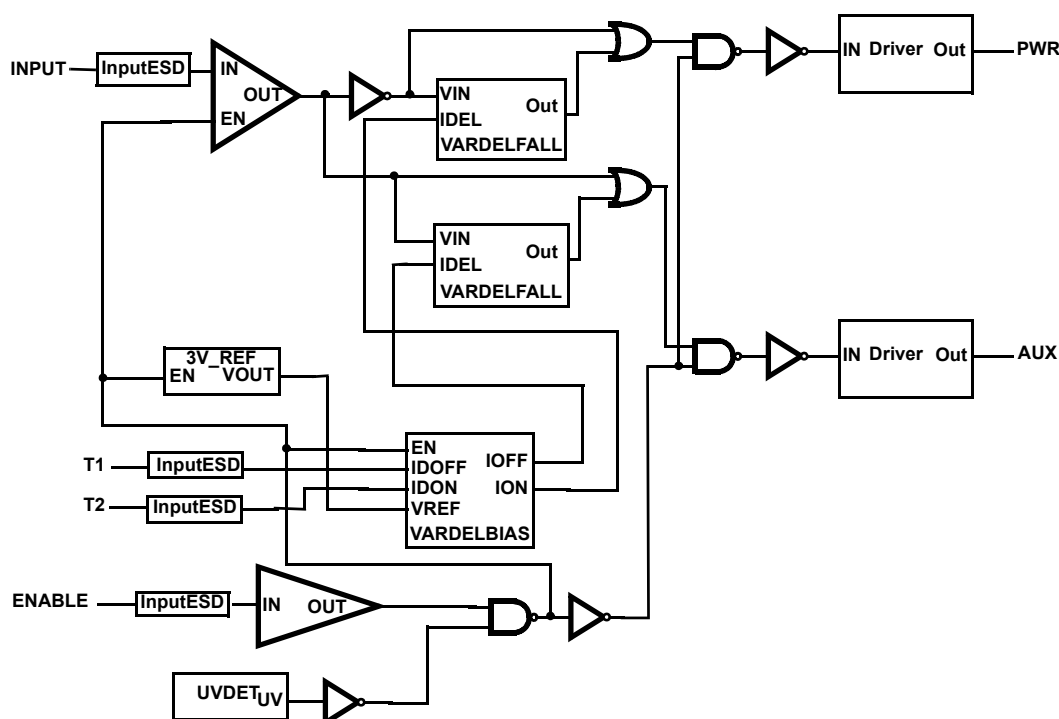 INPUT
InputESD
IN
OUT
EN
VIN
IDEL
Out
VARDELFALL
IN Driver Out
PWR
VIN
IDEL
Out
VARDELFALL
3V_REF
EN
VOUT
IN Driver Out
AUX
T1
InputESD
T2
InputESD
EN
IDOFF
IDON
VREF
IOFF
ION
VARDELBIAS
ENABLE
InputESD
IN
OUT
UVDET
UV